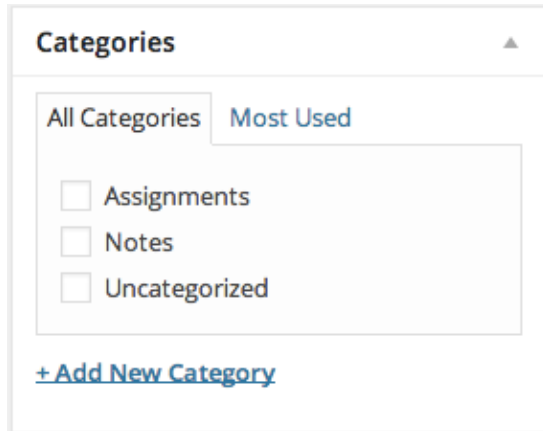 Categories
All Categories Most Used
Assignments
Notes
Uncategorized
+ Add New Category